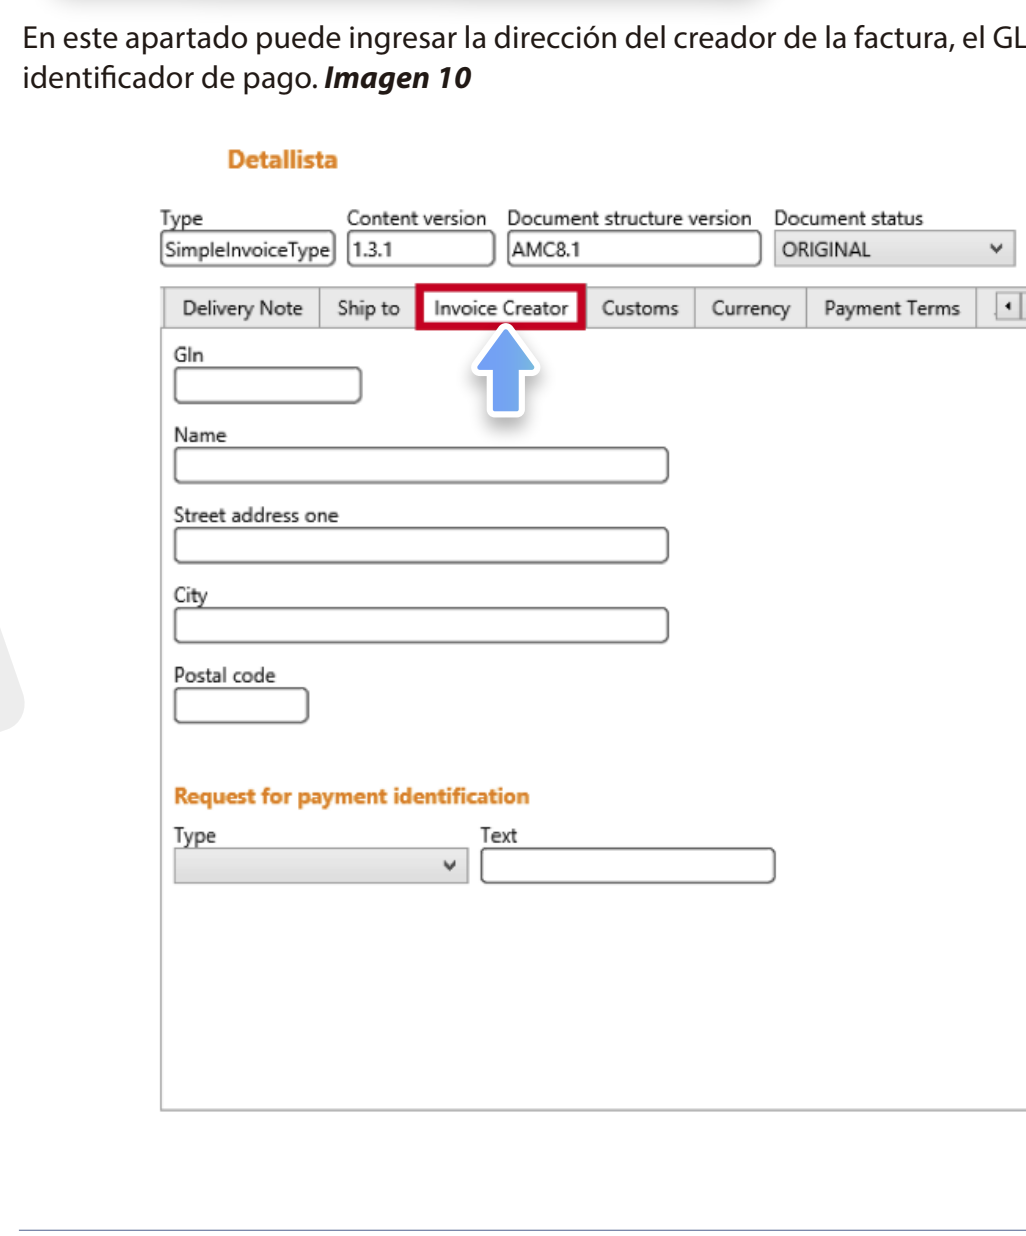 En este apartado puede ingresar la dirección del creador de la factura, el GL
identificador de pago. Imagen 10
Detallista
Type Content version Document structure version Document status
SimpleInvoiceType 1.3.1 AMC8.1 ORIGINAL
Delivery Note Ship to Invoice Creator Customs Currency Payment Terms
Gln
Name
Street address one
City
Postal code
Request for payment identification
Type Text